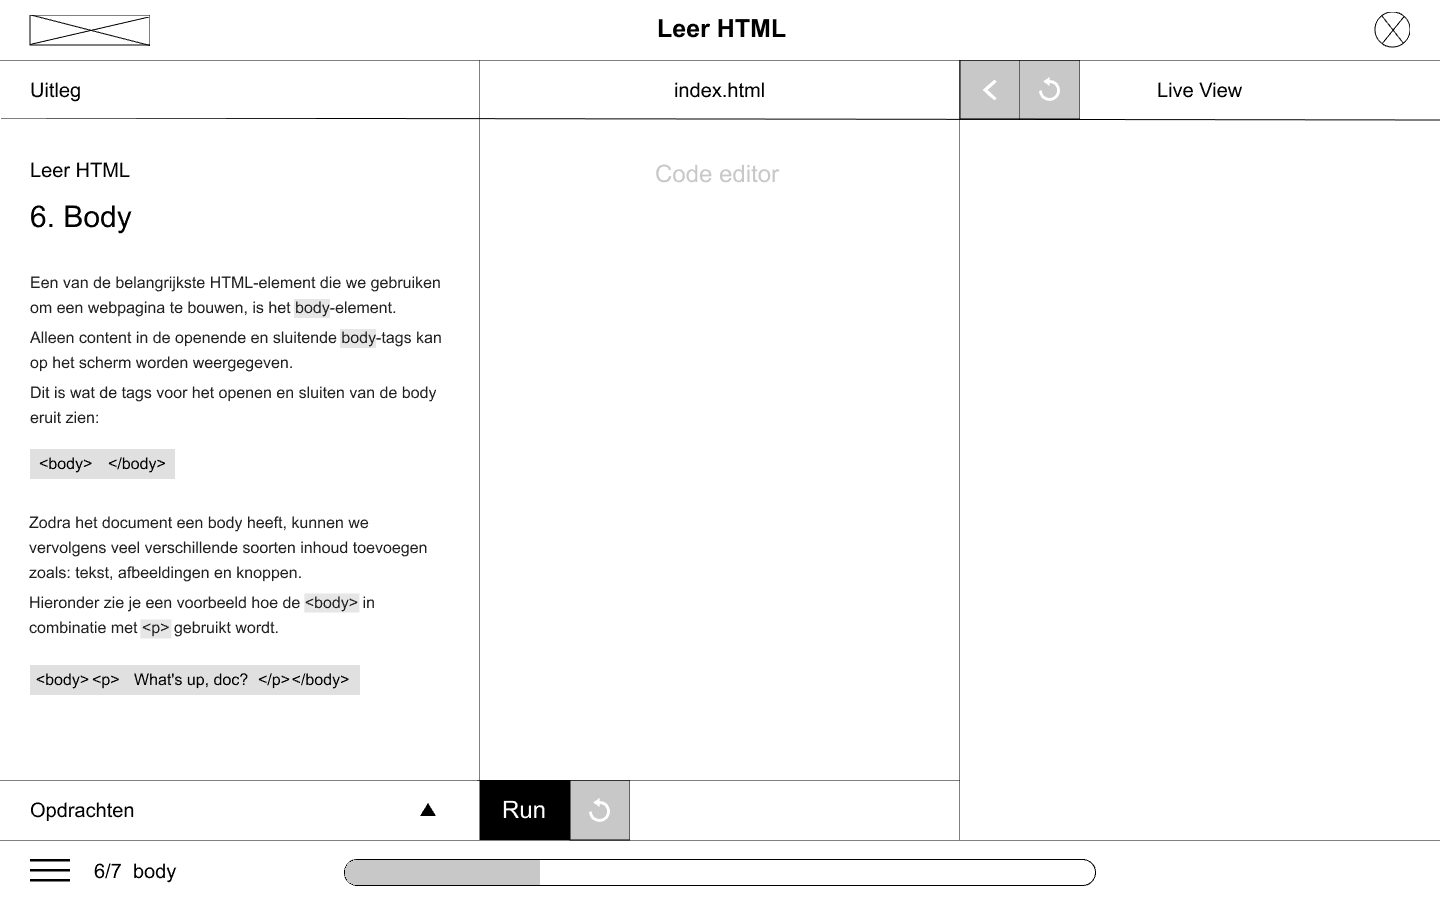 Leer HTML
Uitleg
index.html
Live View
Leer HTML
6. Body
Een van de belangrijkste HTML-element die we gebruiken
om een webpagina te bouwen, is het body-element.
Alleen content in de openende en sluitende body-tags kan
op het scherm worden weergegeven.
Dit is wat de tags voor het openen en sluiten van de body
eruit zien:
<body> </body>
Zodra het document een body heeft, kunnen we
vervolgens veel verschillende soorten inhoud toevoegen
zoals: tekst, afbeeldingen en knoppen.
Hieronder zie je een voorbeeld hoe de <body> in
combinatie met <p> gebruikt wordt.
<body><p> What's up, doc? </p></body>
Code editor
Opdrachten
Run
6/7 body